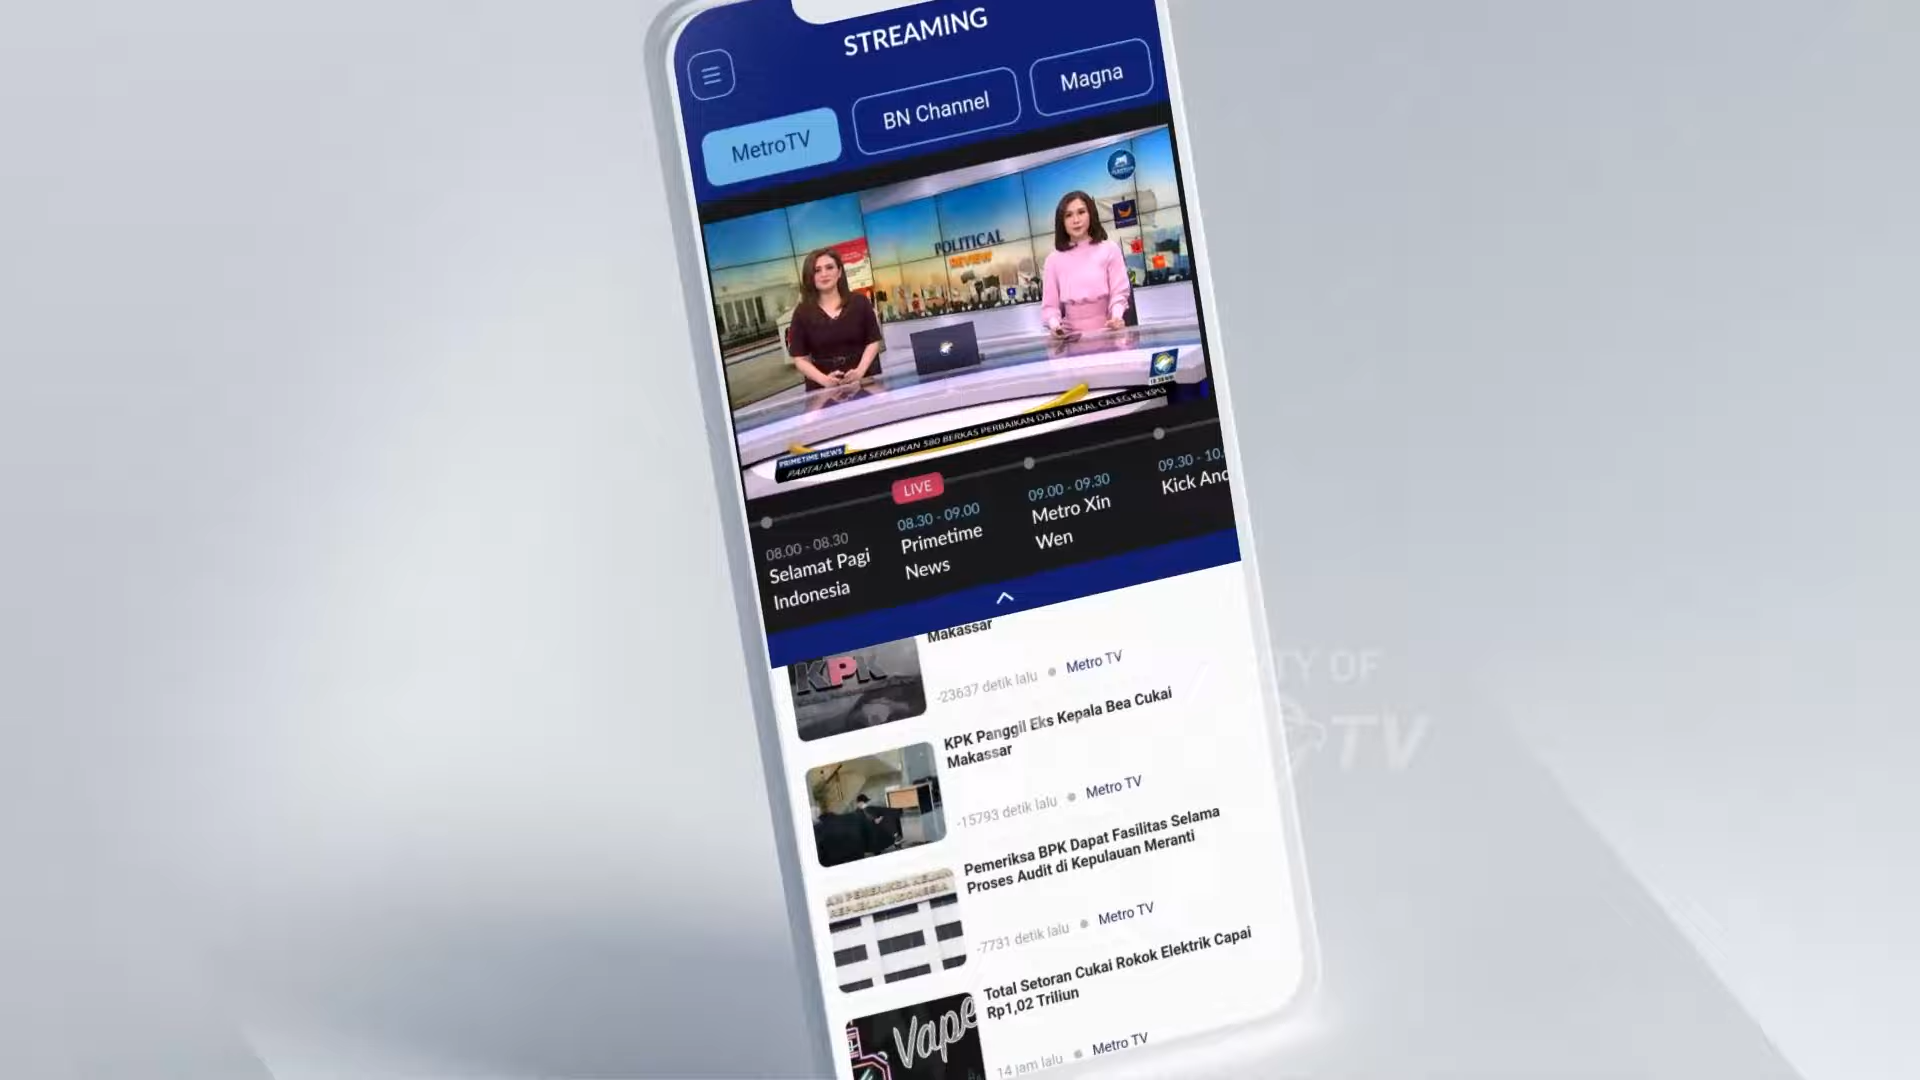 STREAMING
MetroTV
BN Channel
Magna
POLITICAL
REVIEW
PRIMETIME NEWS
PARTAI NASDEM SERAHKAN 580 BERKAS PERBAIKAN DATA BAKAL CALEG KE KPU
LIVE
08.00 - 08.30
Selamat Pagi
Indonesia
08.30 - 09.00
Primetime
News
09.00 - 09.30
Metro Xin
Wen
09.30 - 10.
Kick And
Makassar
-23637 detik lalu
Metro TV
KPK
KPK Panggil Eks Kepala Bea Cukai
Makassar
-15793 detik lalu
Metro TV
Pemeriksa BPK Dapat Fasilitas Selama
Proses Audit di Kepulauan Meranti
REPUBLIK INDONESIA
-7731 detik lalu
Metro TV
Total Setoran Cukai Rokok Elektrik Capai
Rp1,02 Triliun
Vape
14 jam lalu
Metro TV
TY OF
TV